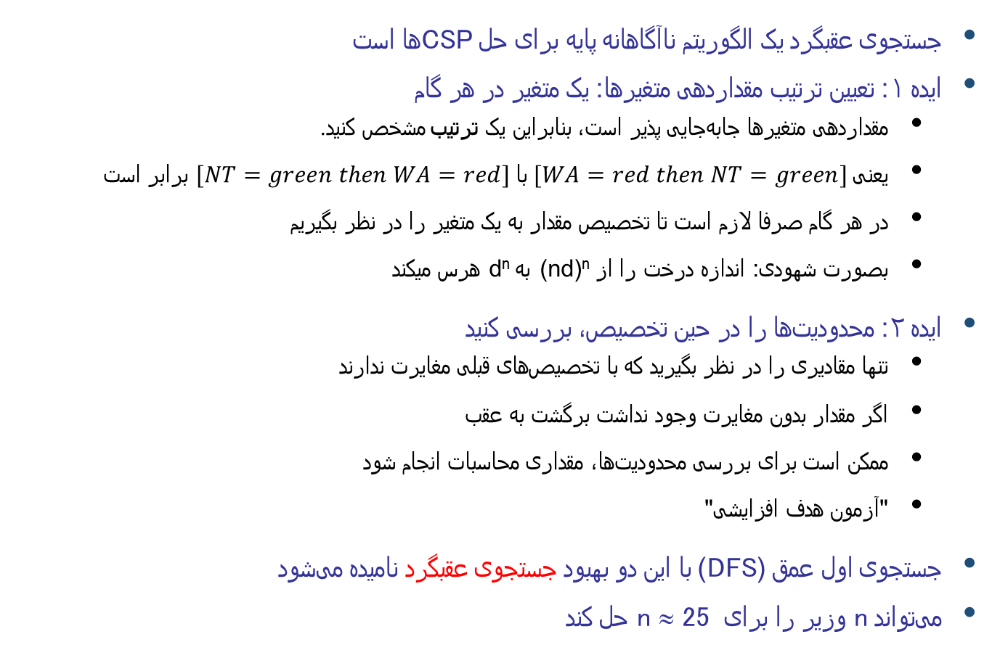 • جستجوی عقبگرد یک الگوریتم ناآگاهانه پایه برای حل CSPها است
• ایده ۱: تعیین ترتیب مقداردهی متغیرها: یک متغیر در هر گام
• مقداردهی متغیرها جابه‌جایی پذیر است، بنابراین یک ترتیب مشخص کنید.
• یعنی [WA = red then NT = green] با [NT = green then WA = red] برابر است
• در هر گام صرفا لازم است تا تخصیص مقدار به یک متغیر را در نظر بگیریم
• بصورت شهودی: اندازه درخت را از (nd)ⁿ به dⁿ هرس میکند
• ایده ۲: محدودیت‌ها را در حین تخصیص، بررسی کنید
• تنها مقادیری را در نظر بگیرید که با تخصیص‌های قبلی مغایرت ندارند
• اگر مقدار بدون مغایرت وجود نداشت برگشت به عقب
• ممکن است برای بررسی محدودیت‌ها، مقداری محاسبات انجام شود
• "آزمون هدف افزایشی"
• جستجوی اول عمق (DFS) با این دو بهبود جستجوی عقبگرد نامیده می‌شود
• می‌تواند n وزیر را برای n ≈ 25 حل کند